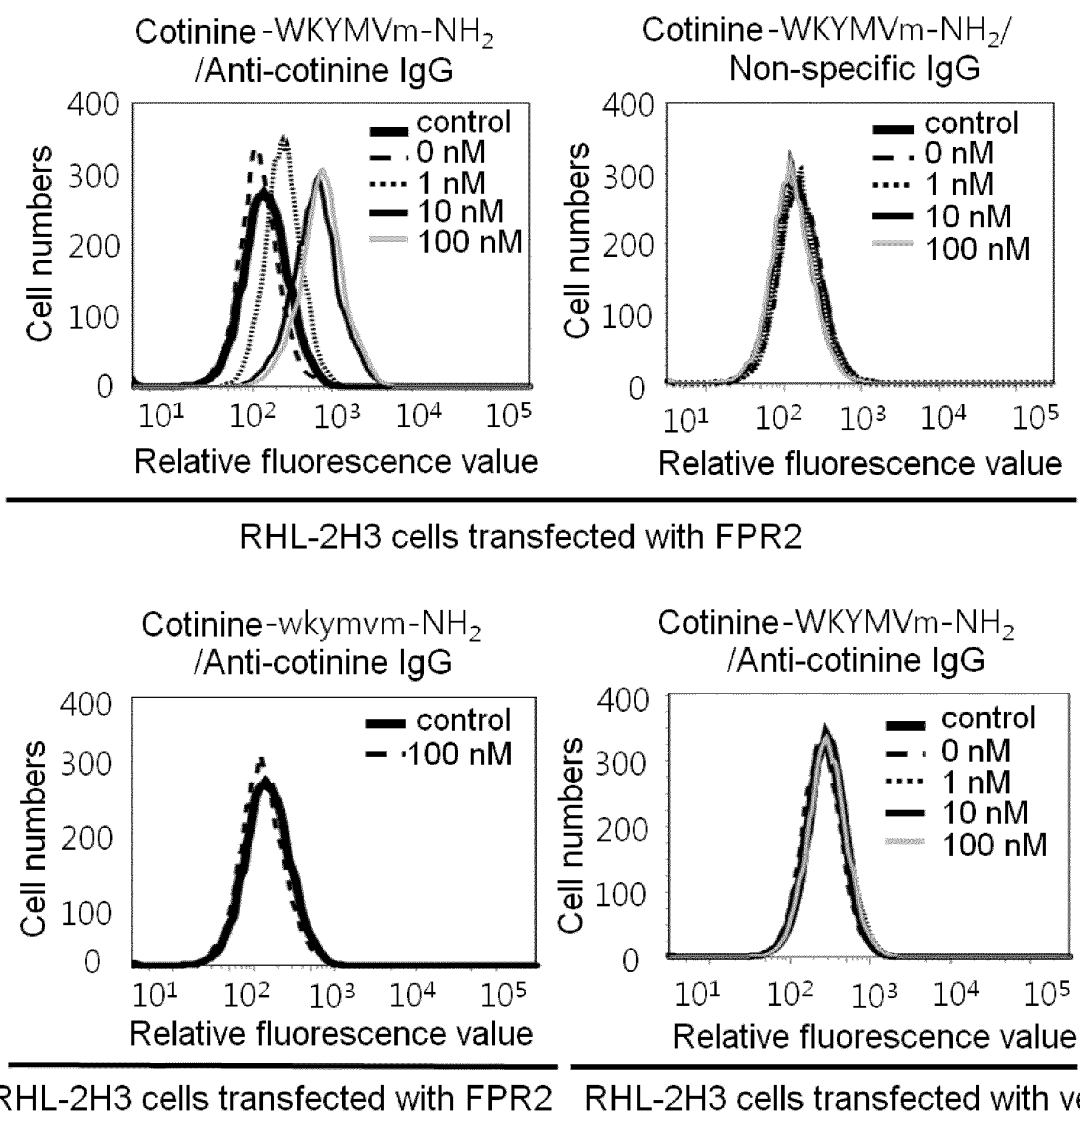 Cotinine-WKYMVm-NH2
/Anti-cotinine IgG
400
300
200
100
0
Cell numbers
control
0 nM
1 nM
10 nM
100 nM
10¹ 10² 10³ 10⁴ 10⁵
Relative fluorescence value
Cotinine-WKYMVm-NH2/
Non-specific IgG
400
300
200
100
0
Cell numbers
control
0 nM
1 nM
10 nM
100 nM
10¹ 10² 10³ 10⁴ 10⁵
Relative fluorescence value
RHL-2H3 cells transfected with FPR2
Cotinine-wkymvm-NH2
/Anti-cotinine IgG
400
300
200
100
0
Cell numbers
control
100 nM
10¹ 10² 10³ 10⁴ 10⁵
Relative fluorescence value
RHL-2H3 cells transfected with FPR2
Cotinine-WKYMVm-NH2
/Anti-cotinine IgG
400
300
200
100
0
Cell numbers
control
0 nM
1 nM
10 nM
100 nM
10¹ 10² 10³ 10⁴ 10⁵
Relative fluorescence value
RHL-2H3 cells transfected with